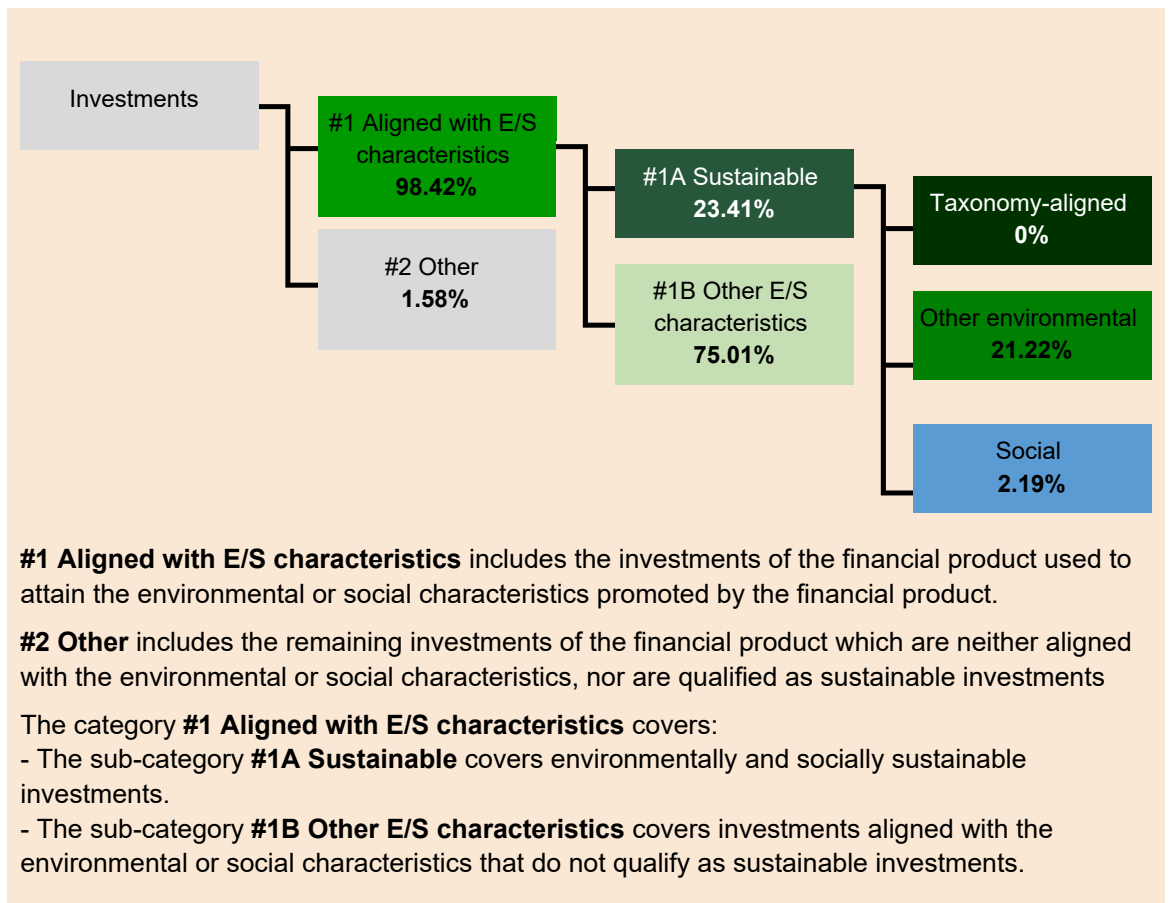 Investments
#1 Aligned with E/S
characteristics
98.42%
#2 Other
1.58%
#1A Sustainable
23.41%
#1B Other E/S
characteristics
75.01%
Taxonomy-aligned
0%
Other environmental
21.22%
Social
2.19%
#1 Aligned with E/S characteristics includes the investments of the financial product used to
attain the environmental or social characteristics promoted by the financial product.
#2 Other includes the remaining investments of the financial product which are neither aligned
with the environmental or social characteristics, nor are qualified as sustainable investments
The category #1 Aligned with E/S characteristics covers:
- The sub-category #1A Sustainable covers environmentally and socially sustainable
investments.
- The sub-category #1B Other E/S characteristics covers investments aligned with the
environmental or social characteristics that do not qualify as sustainable investments.